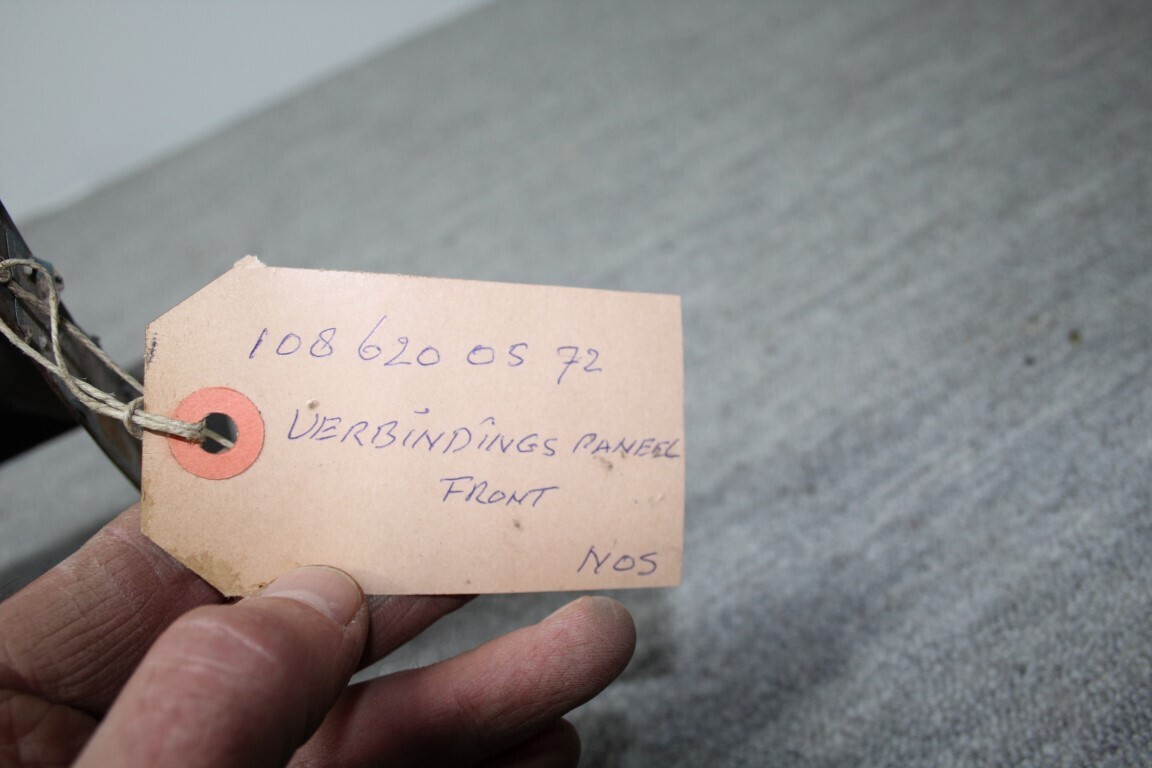 108 620 05 72
VERBINDINGS PANEEL
FRONT
NOS